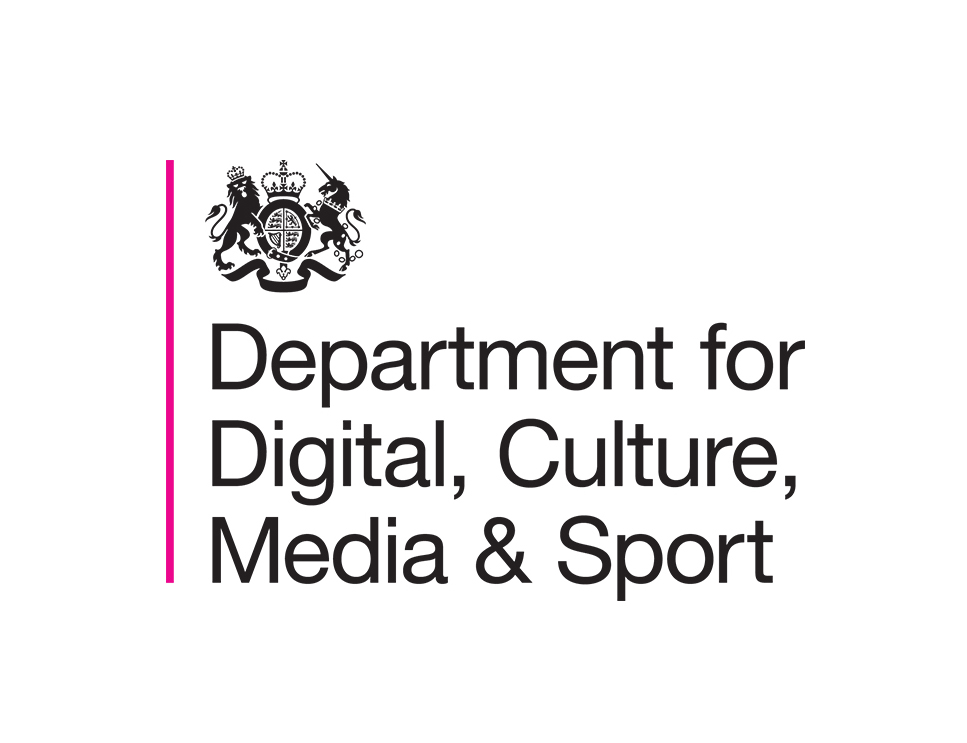 Department for
Digital, Culture,
Media & Sport